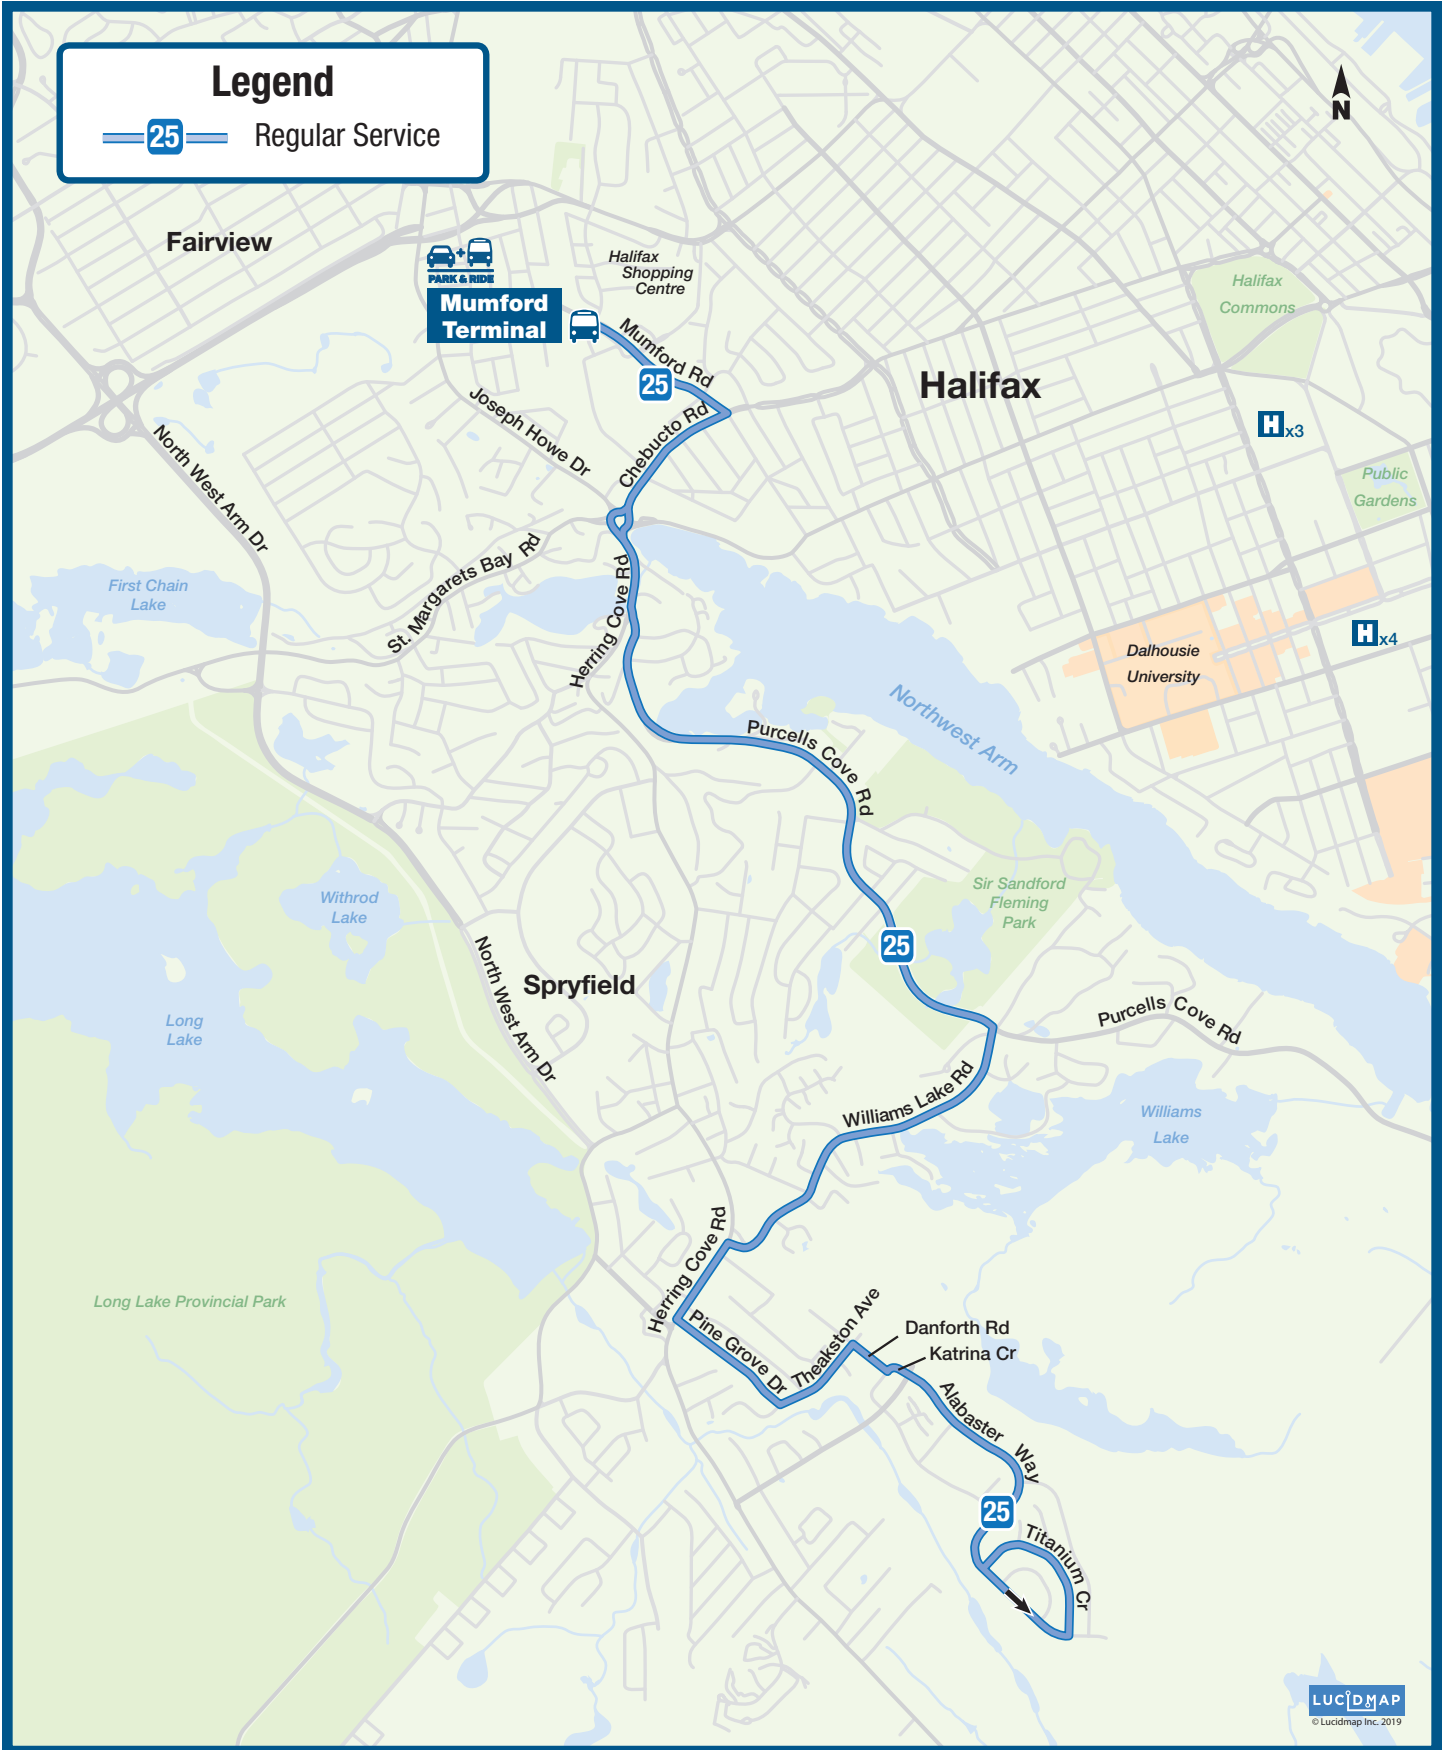 Legend
25 Regular Service
N
Fairview
PARK & RIDE
Mumford
Terminal
Halifax
Shopping
Centre
Mumford Rd
25
Halifax
Halifax
Commons
H x3
Public
Gardens
Joseph Howe Dr
Chebucto Rd
North West Arm Dr
St. Margarets Bay Rd
Herring Cove Rd
First Chain
Lake
Dalhousie
University
H x4
Northwest Arm
Purcells Cove Rd
Withrod
Lake
Sir Sandford
Fleming
Park
25
North West Arm Dr
Spryfield
Long
Lake
Purcells Cove Rd
Williams Lake Rd
Williams
Lake
Herring Cove Rd
Long Lake Provincial Park
Pine Grove Dr
Theakston Ave
Danforth Rd
Katrina Cr
Alabaster Way
25
Titanium Cr
LUCIDMAP
© Lucidmap Inc. 2019